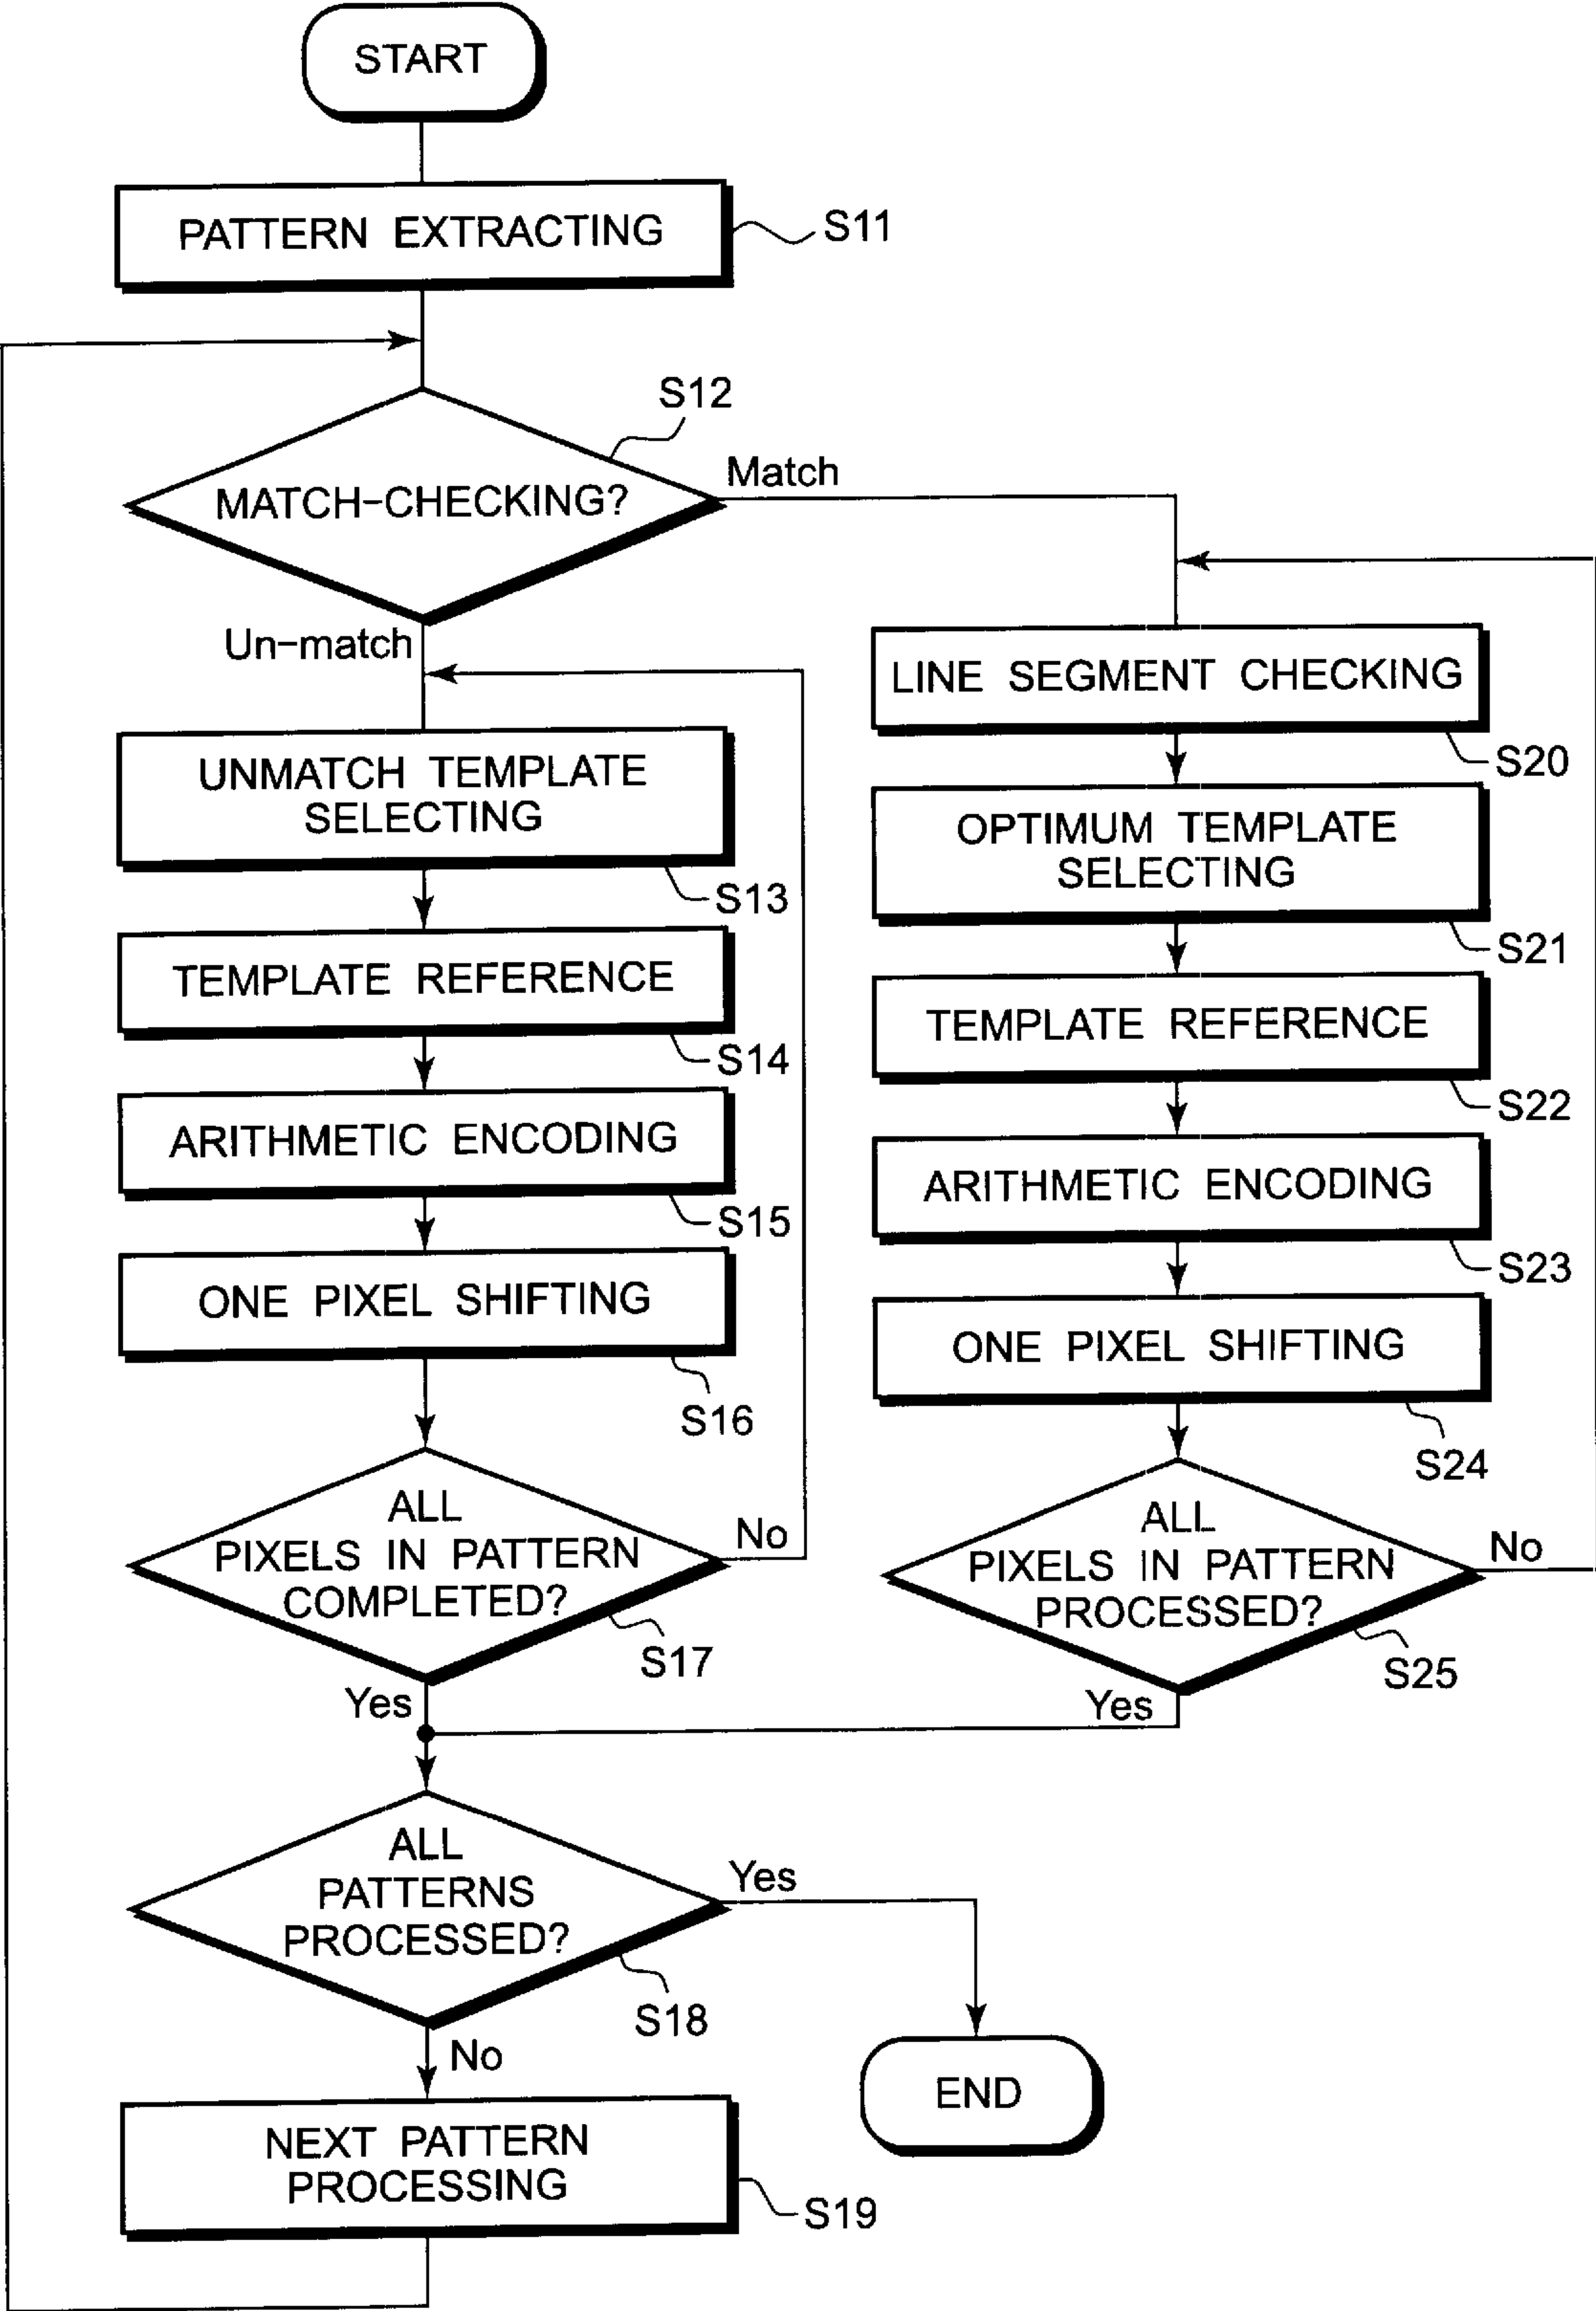 START
PATTERN EXTRACTING
S11
S12
MATCH-CHECKING?
Match
Un-match
UNMATCH TEMPLATE
SELECTING
S13
TEMPLATE REFERENCE
S14
ARITHMETIC ENCODING
S15
ONE PIXEL SHIFTING
S16
ALL
PIXELS IN PATTERN
COMPLETED?
No
S17
Yes
LINE SEGMENT CHECKING
S20
OPTIMUM TEMPLATE
SELECTING
S21
TEMPLATE REFERENCE
S22
ARITHMETIC ENCODING
S23
ONE PIXEL SHIFTING
S24
ALL
PIXELS IN PATTERN
PROCESSED?
No
S25
Yes
ALL
PATTERNS
PROCESSED?
Yes
S18
No
END
NEXT PATTERN
PROCESSING
S19